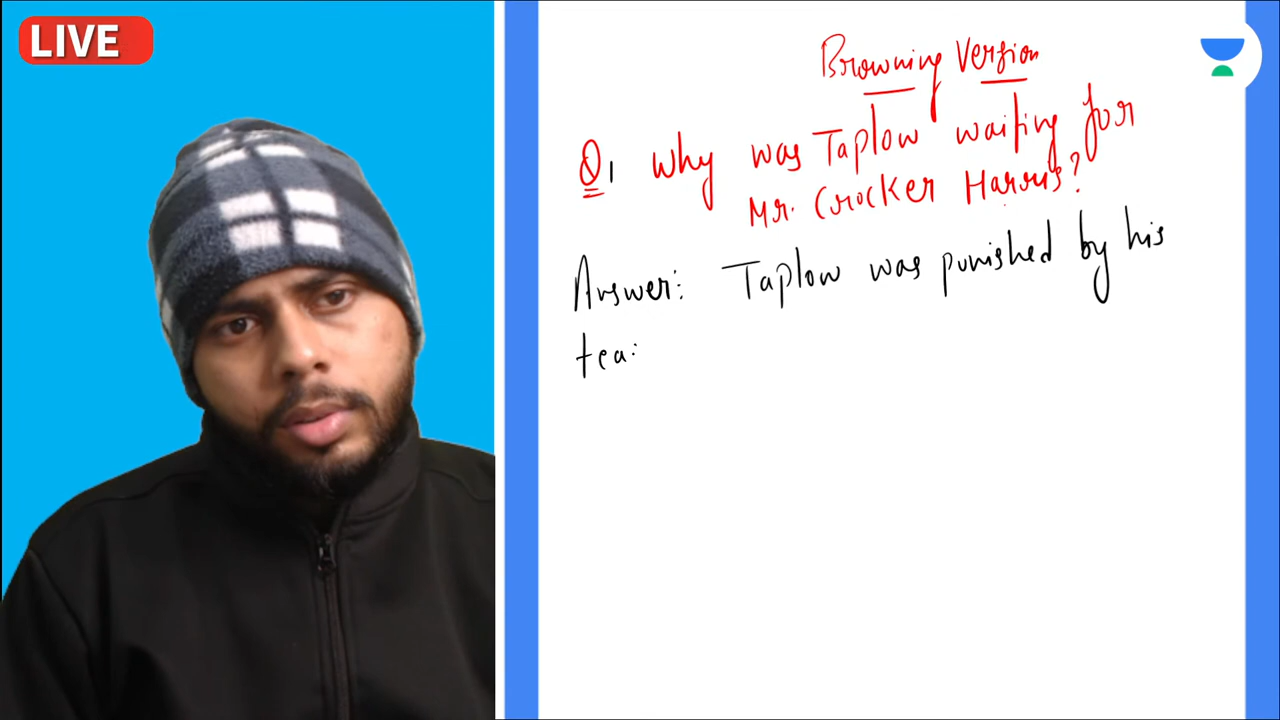 LIVE
Browning Version
Q1 Why was Taplow waiting for
Mr. Crocker Harris?
Answer: Taplow was punished by his
tea: